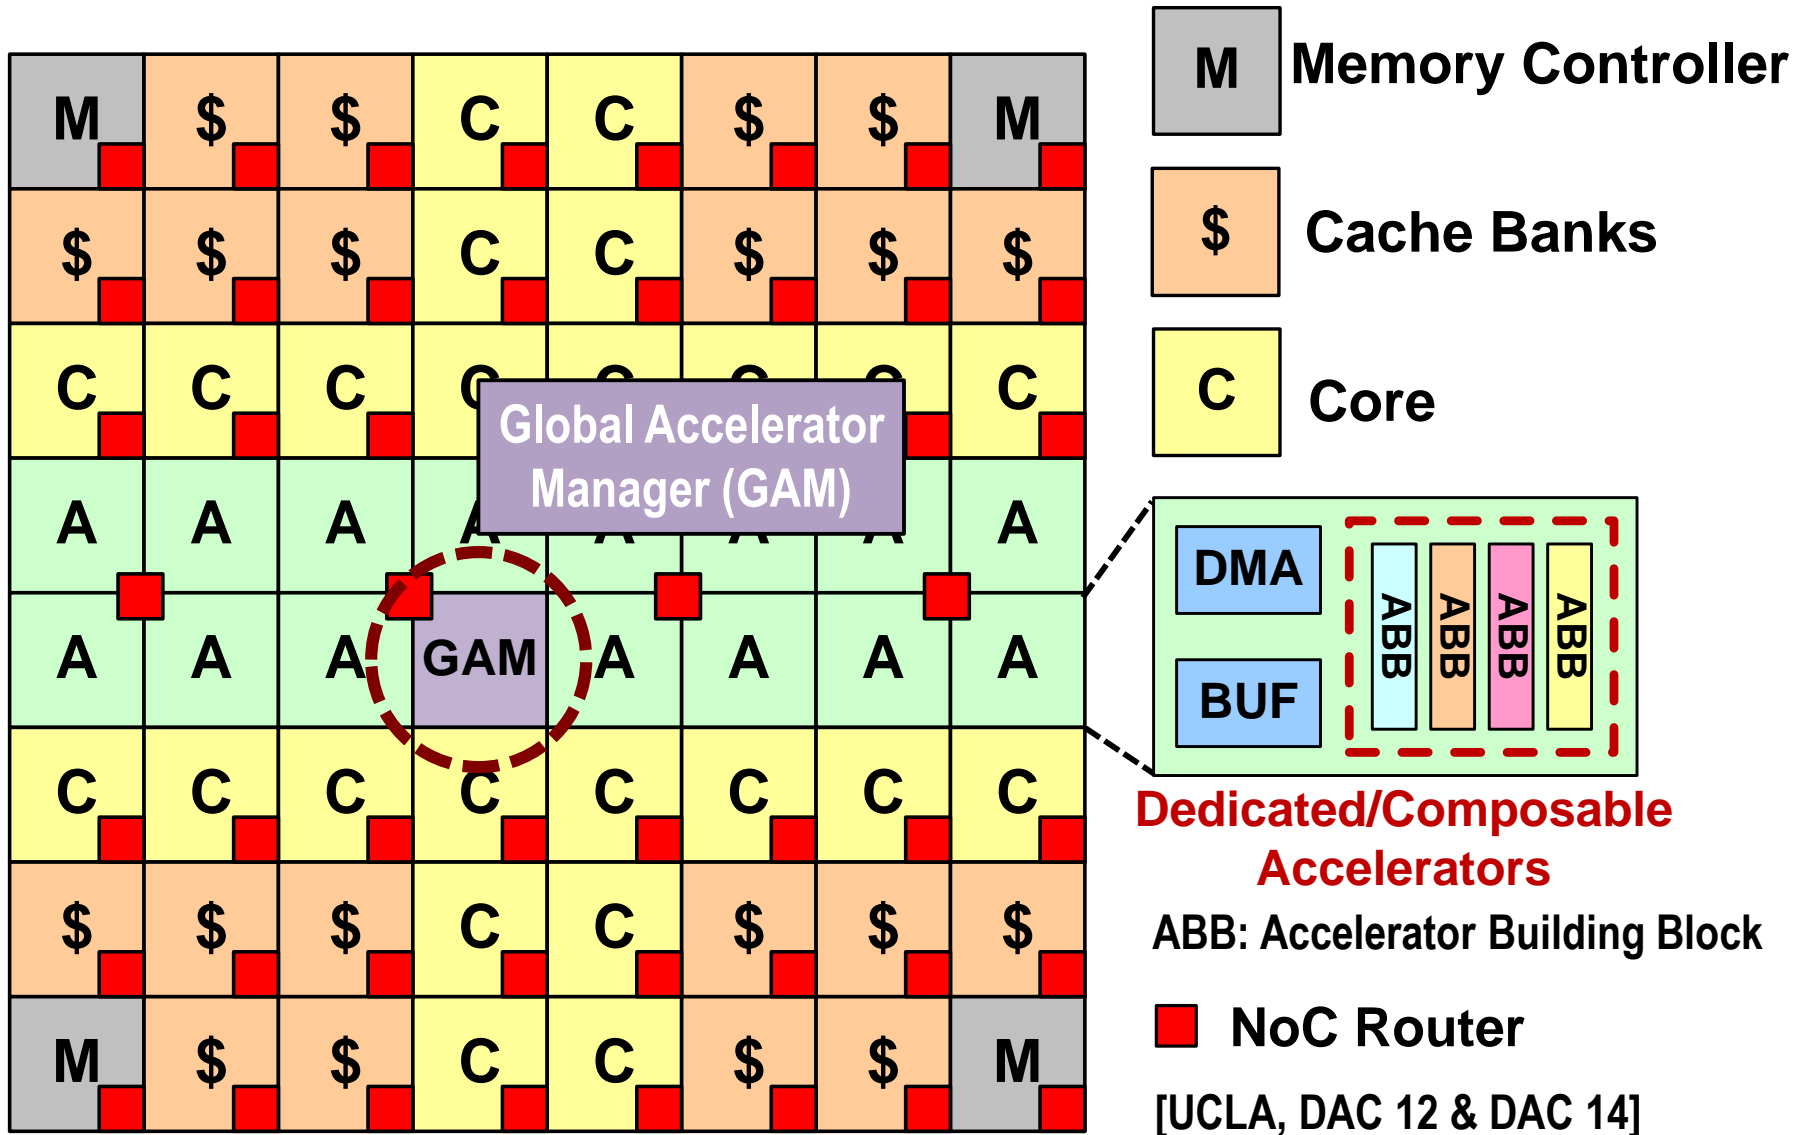 M $ $ C C $ $ M
$ $ $ C C $ $ $
C C C C C C C C
A A A A A A A A
A A A GAM A A A A
C C C C C C C C
$ $ $ C C $ $ $
M $ $ C C $ $ M
Global Accelerator
Manager (GAM)
M Memory Controller
$ Cache Banks
C Core
DMA
BUF
ABB ABB ABB ABB
Dedicated/Composable
Accelerators
ABB: Accelerator Building Block
NoC Router
[UCLA, DAC 12 & DAC 14]